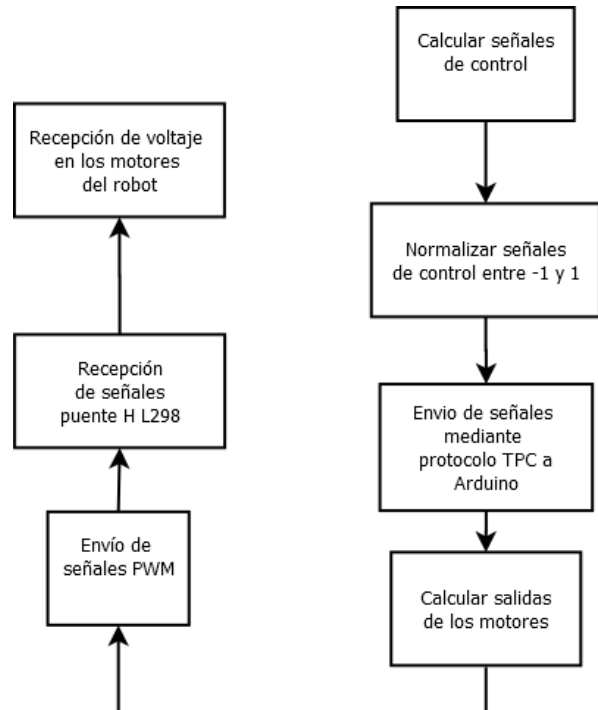 Calcular señales
de control
Normalizar señales
de control entre -1 y 1
Envio de señales
mediante
protocolo TPC a
Arduino
Calcular salidas
de los motores
Envío de
señales PWM
Recepción
de señales
puente H L298
Recepción de voltaje
en los motores
del robot